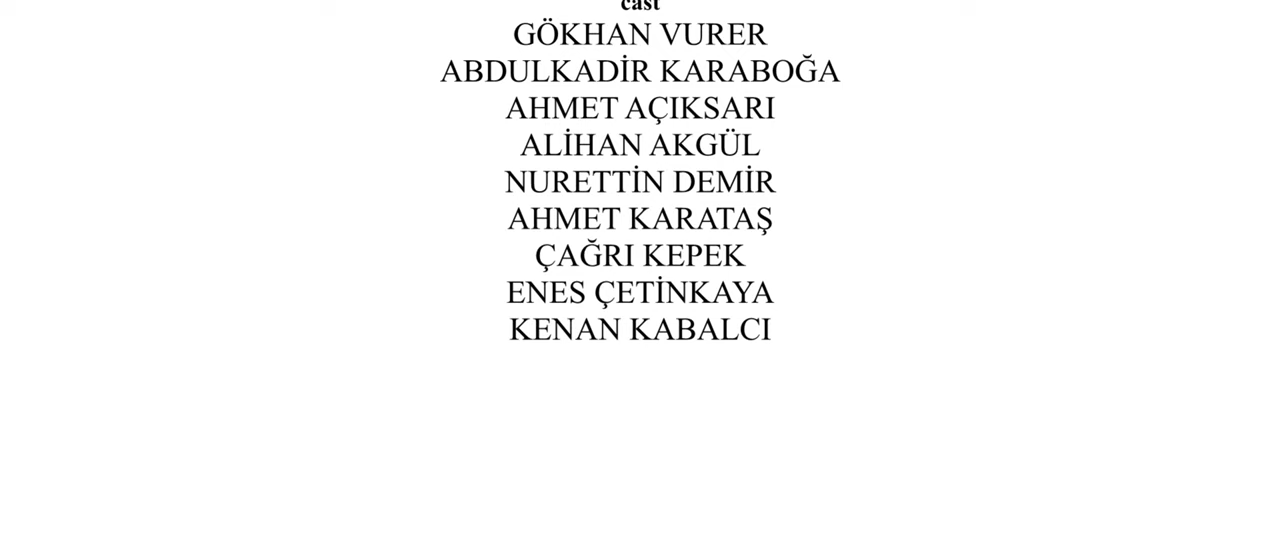 cast
GÖKHAN VURER
ABDULKADİR KARABOĞA
AHMET AÇIKSARI
ALİHAN AKGÜL
NURETTİN DEMİR
AHMET KARATAŞ
ÇAĞRI KEPEK
ENES ÇETİNKAYA
KENAN KABALCI